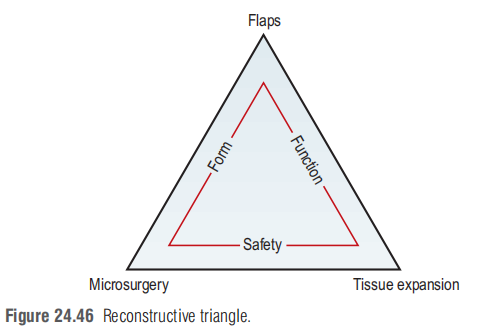 Flaps
Form
Function
Safety
Microsurgery
Tissue expansion
Figure 24.46 Reconstructive triangle.